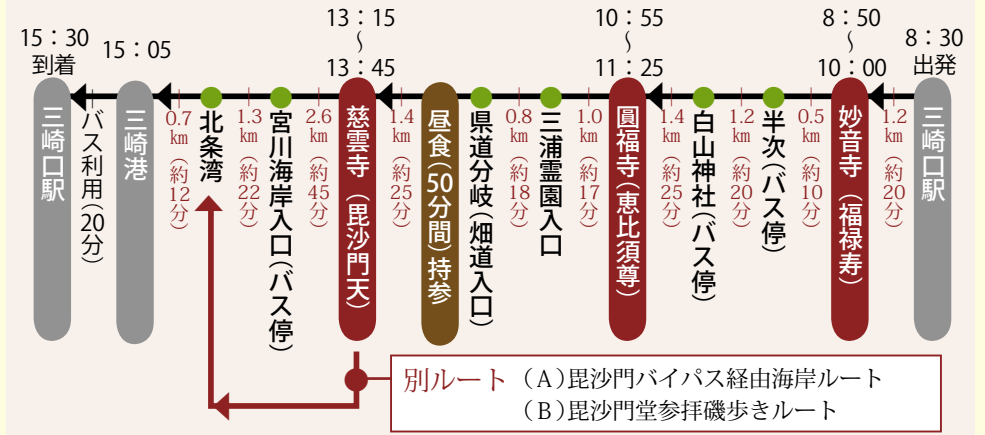 8：30
出発
三崎口駅
1.2km（約20分）
8：50
〜
10：00
妙音寺（福禄寿）
0.5km（約10分）
半次（バス停）
1.2km（約20分）
白山神社（バス停）
1.4km（約25分）
10：55
〜
11：25
圓福寺（恵比須尊）
1.0km（約17分）
三浦霊園入口
0.8km（約18分）
県道分岐（畑道入口）
昼食（50分間）持参
1.4km（約25分）
13：15
〜
13：45
慈雲寺（毘沙門天）
2.6km（約45分）
宮川海岸入口（バス停）
1.3km（約22分）
北条湾
0.7km（約12分）
15：05
三崎港
バス利用（20分）
15：30
到着
三崎口駅
別ルート（A）毘沙門バイパス経由海岸ルート
（B）毘沙門堂参拝磯歩きルート